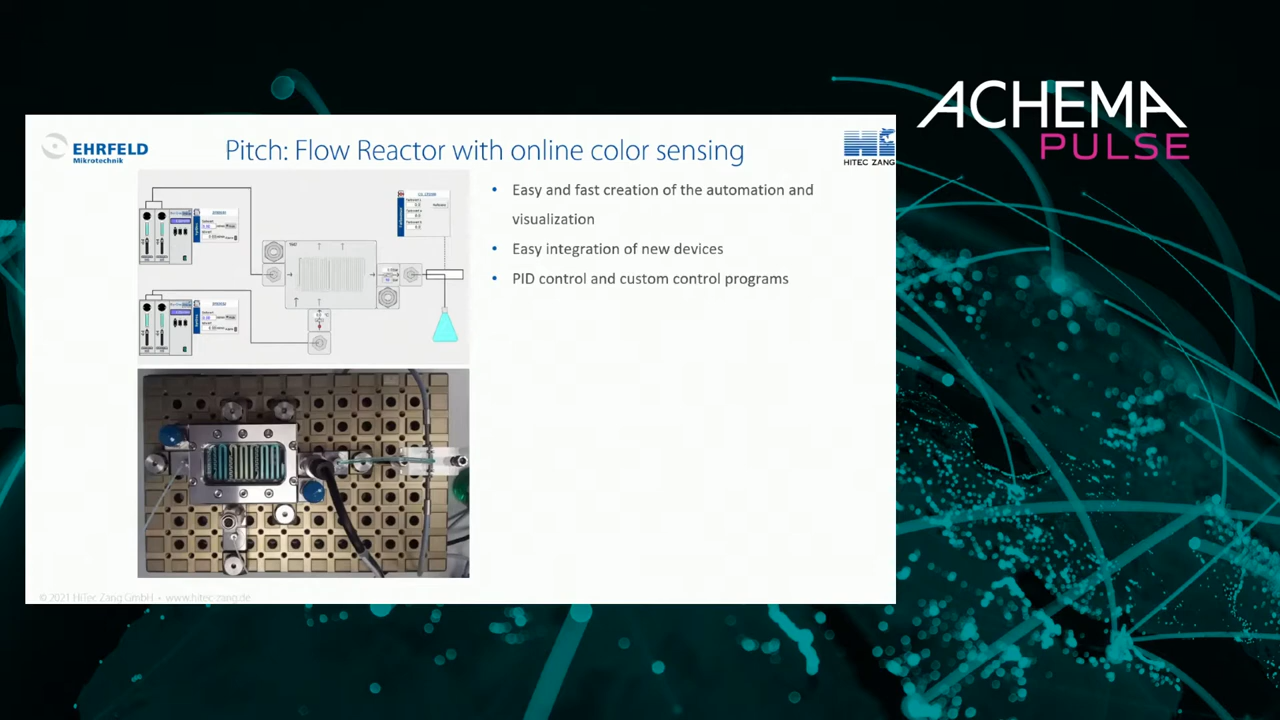 ACHEMA
PULSE
EHRFELD
Mikrotechnik
Pitch: Flow Reactor with online color sensing
HITEC ZANG
• Easy and fast creation of the automation and
visualization
• Easy integration of new devices
• PID control and custom control programs
© 2021 HiTec Zang GmbH • www.hitec-zang.de